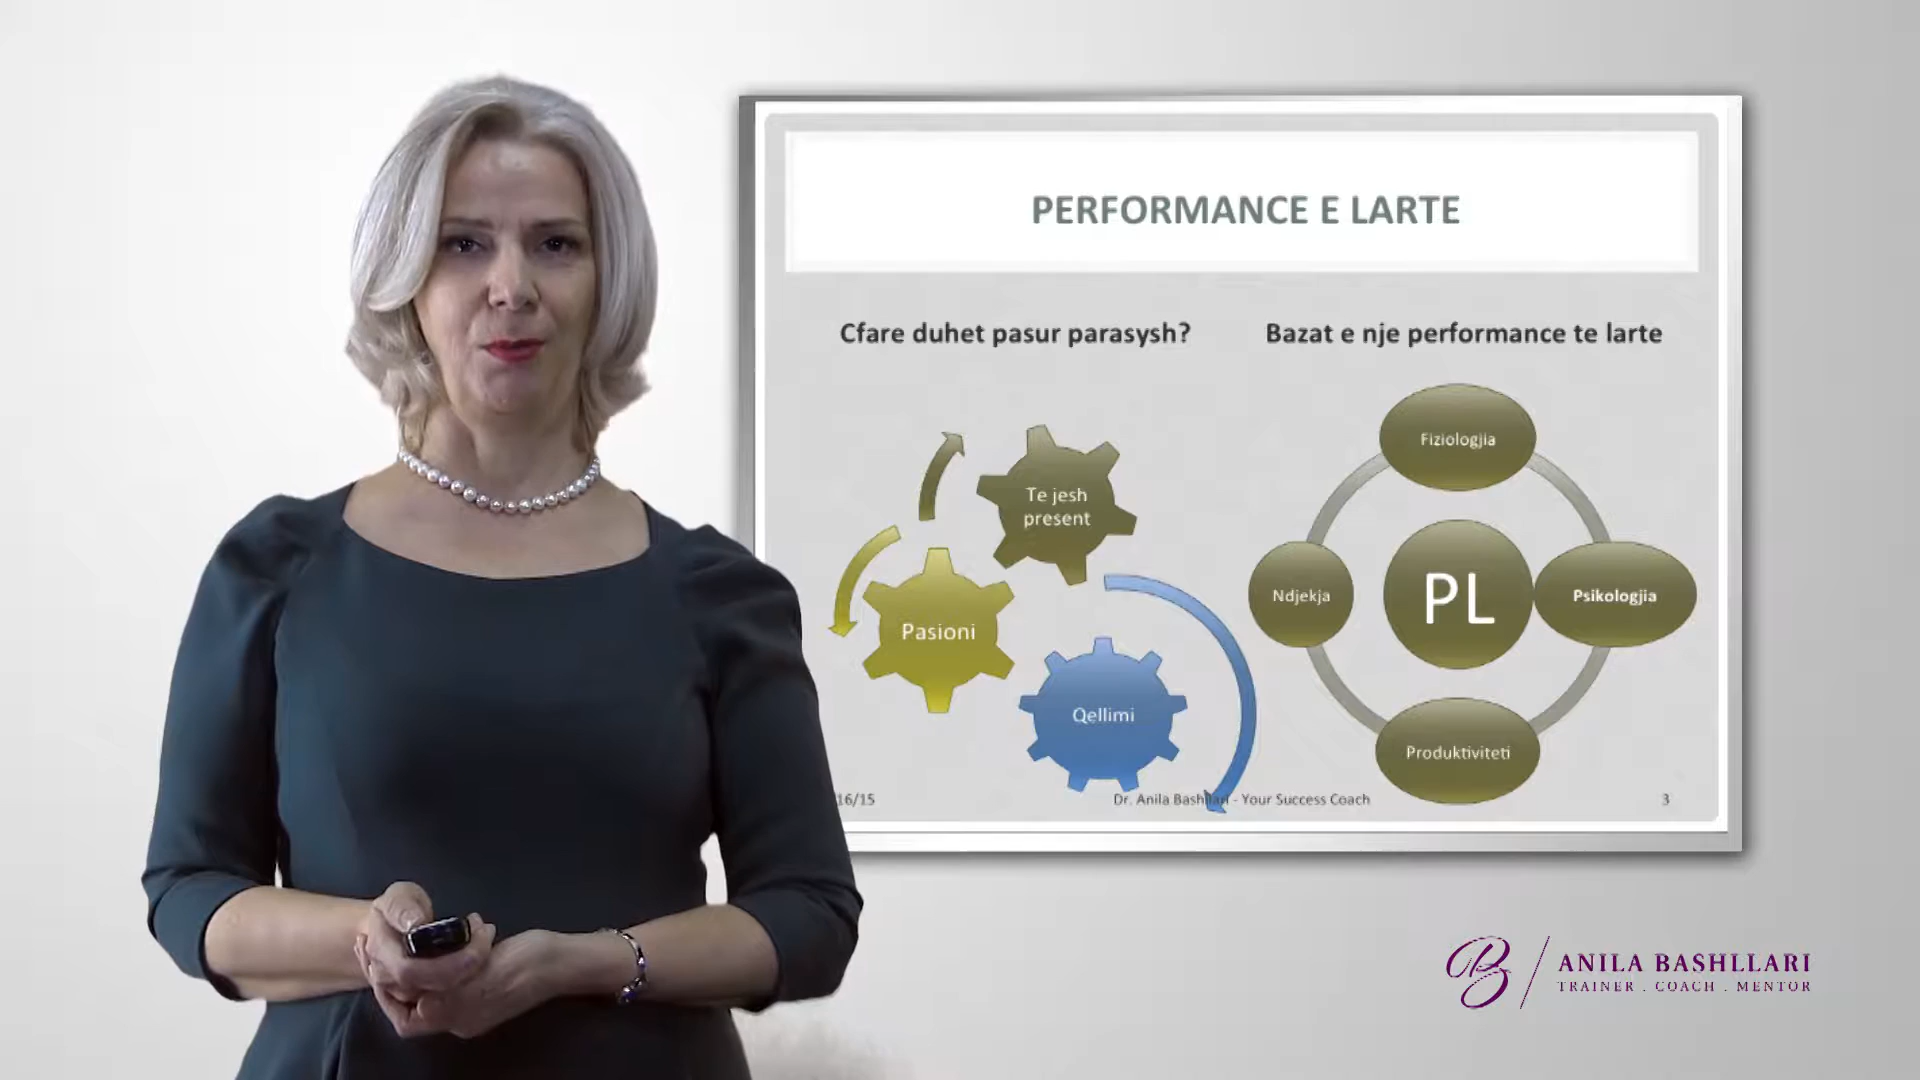 PERFORMANCE E LARTE
Cfare duhet pasur parasysh?
Te jesh
present
Pasioni
Qellimi
Bazat e nje performance te larte
Fiziologjia
Ndjekja
PL
Psikologjia
Produktiviteti
16/15
Dr. Anila Bashllari - Your Success Coach
3
ANILA BASHLLARI
TRAINER . COACH . MENTOR